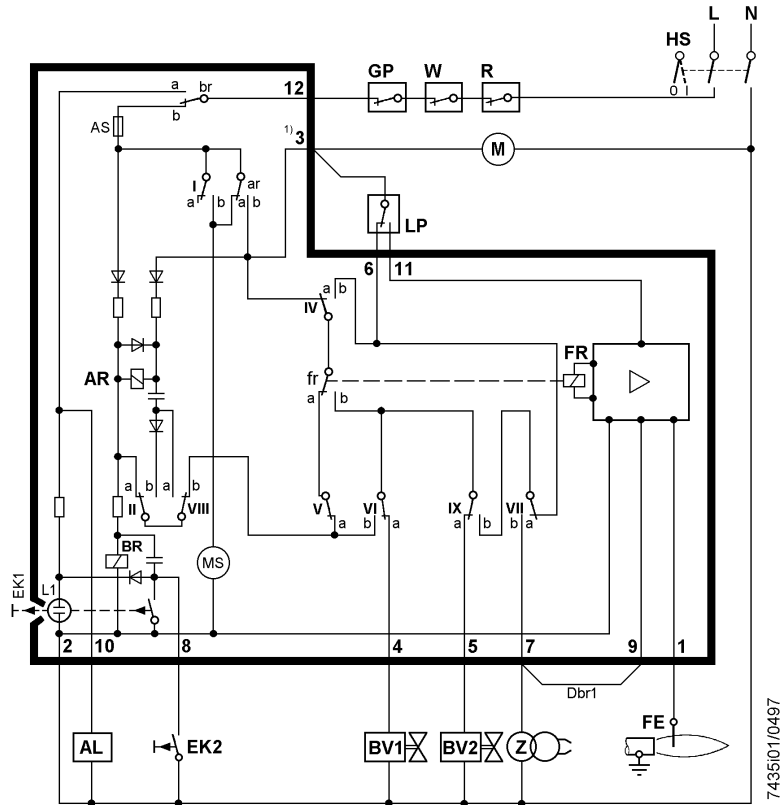 L N
HS
GP W R
0 I
a br 12
b
AS
1) 3 M
I ar
a b a b
LP
6 11
a b
IV
FR
AR fr
a b
a b a b
II VIII V VI IX VII
a b a a b b a
BR
MS
EK1 L1
2 10 8 4 5 7 9 1
Dbr1
FE
AL EK2 BV1 BV2 Z
7435i01/0497